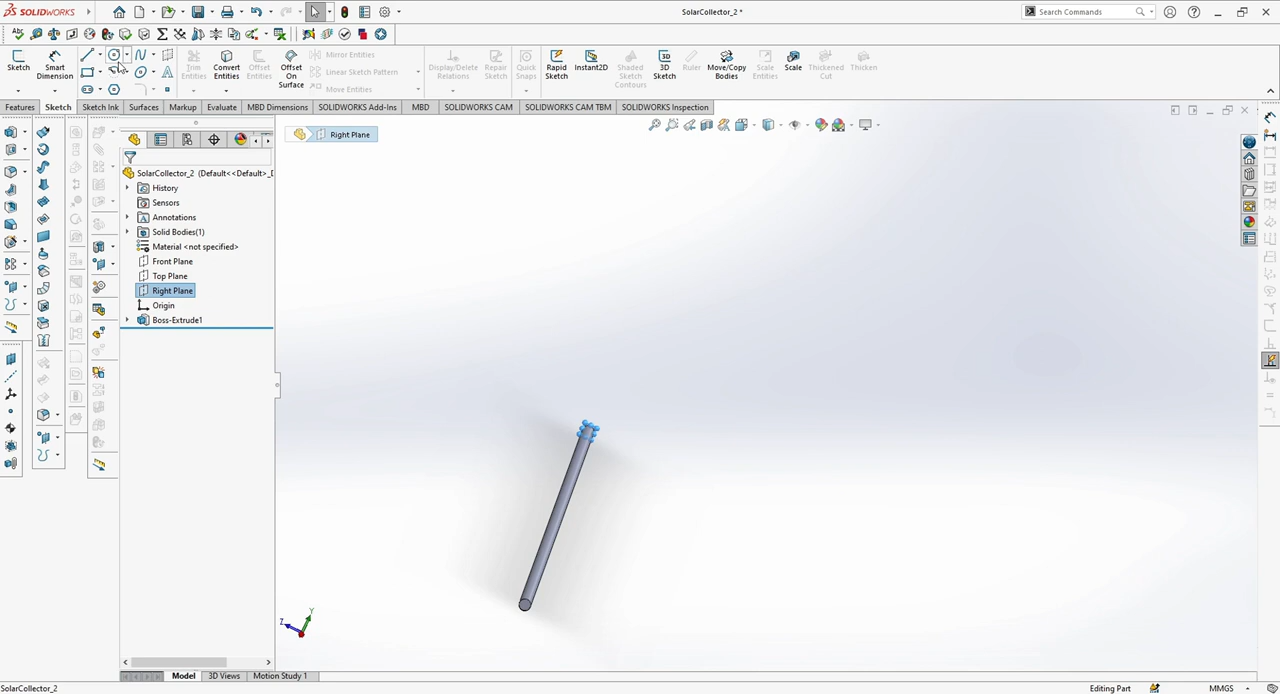 SOLIDWORKS
SolarCollector_2 *
Search Commands
Sketch
Smart Dimension
Trim Entities
Convert Entities
Offset Entities
Offset On Surface
Mirror Entities
Linear Sketch Pattern
Move Entities
Display/Delete Relations
Repair Sketch
Quick Snaps
Rapid Sketch
Instant2D
Shaded Sketch Contours
3D Sketch
Ruler
Move/Copy Bodies
Scale Entities
Scale
Thickened Cut
Thicken
Features
Sketch
Sketch Ink
Surfaces
Markup
Evaluate
MBD Dimensions
SOLIDWORKS Add-Ins
MBD
SOLIDWORKS CAM
SOLIDWORKS CAM TBM
SOLIDWORKS Inspection
Right Plane
SolarCollector_2 (Default<<Default>_D
History
Sensors
Annotations
Solid Bodies(1)
Material <not specified>
Front Plane
Top Plane
Right Plane
Origin
Boss-Extrude1
Y
Z
Model
3D Views
Motion Study 1
SolarCollector_2
Editing Part
MMGS